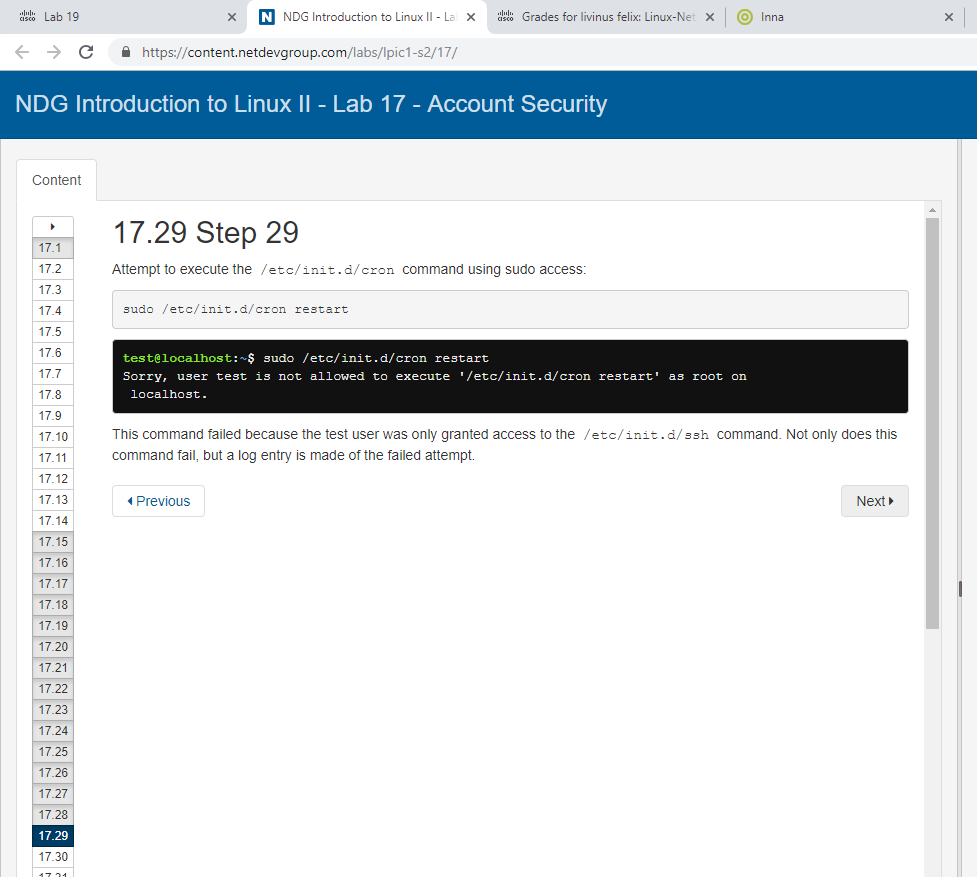 Lab 19
NDG Introduction to Linux II - La
Grades for livinus felix: Linux-Net
Inna
https://content.netdevgroup.com/labs/lpic1-s2/17/
NDG Introduction to Linux II - Lab 17 - Account Security
Content
17.1
17.2
17.3
17.4
17.5
17.6
17.7
17.8
17.9
17.10
17.11
17.12
17.13
17.14
17.15
17.16
17.17
17.18
17.19
17.20
17.21
17.22
17.23
17.24
17.25
17.26
17.27
17.28
17.29
17.30
17.31
17.29 Step 29
Attempt to execute the /etc/init.d/cron command using sudo access:
sudo /etc/init.d/cron restart
test@localhost:~$ sudo /etc/init.d/cron restart
Sorry, user test is not allowed to execute '/etc/init.d/cron restart' as root on
localhost.
This command failed because the test user was only granted access to the /etc/init.d/ssh command. Not only does this
command fail, but a log entry is made of the failed attempt.
Previous
Next